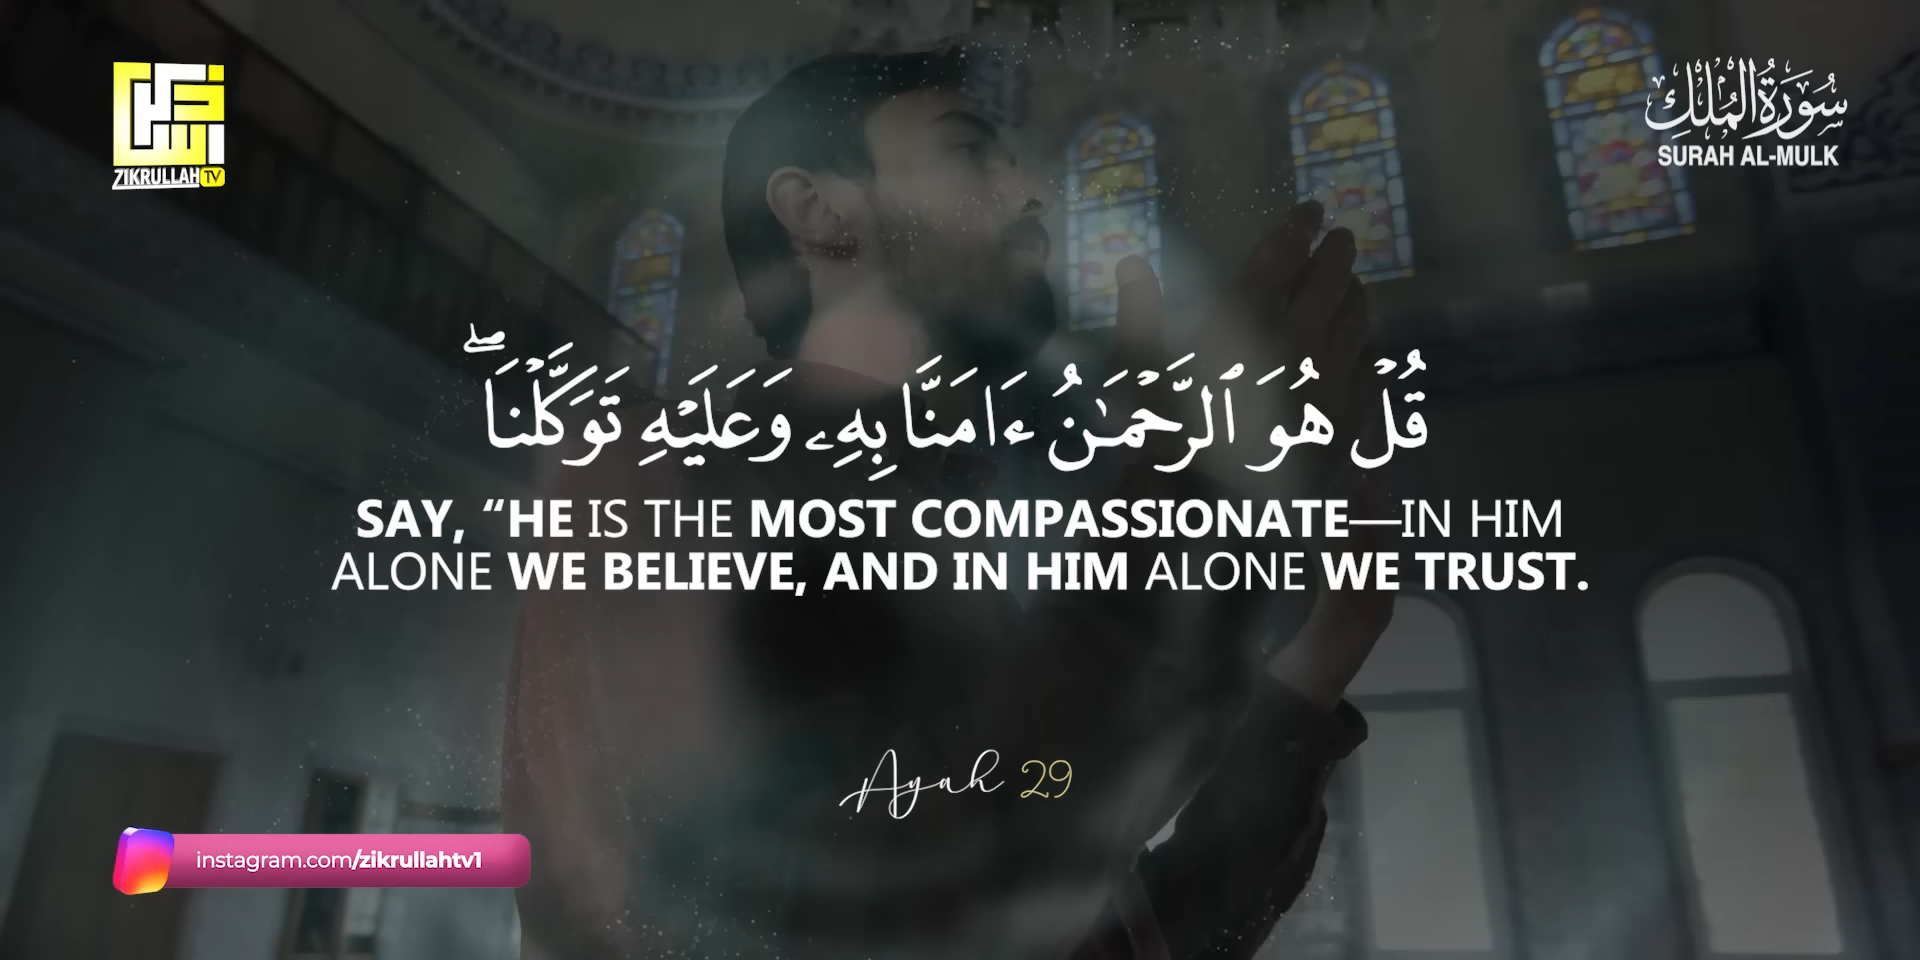 ZIKRULLAH TV
سُورَةُ الْمُلْكِ
SURAH AL-MULK
قُلْ هُوَ ٱلرَّحْمَـٰنُ ءَامَنَّا بِهِۦ وَعَلَيْهِ تَوَكَّلْنَا ۖ
SAY, “HE IS THE MOST COMPASSIONATE—IN HIM
ALONE WE BELIEVE, AND IN HIM ALONE WE TRUST.
Ayah 29
instagram.com/zikrullahtv1